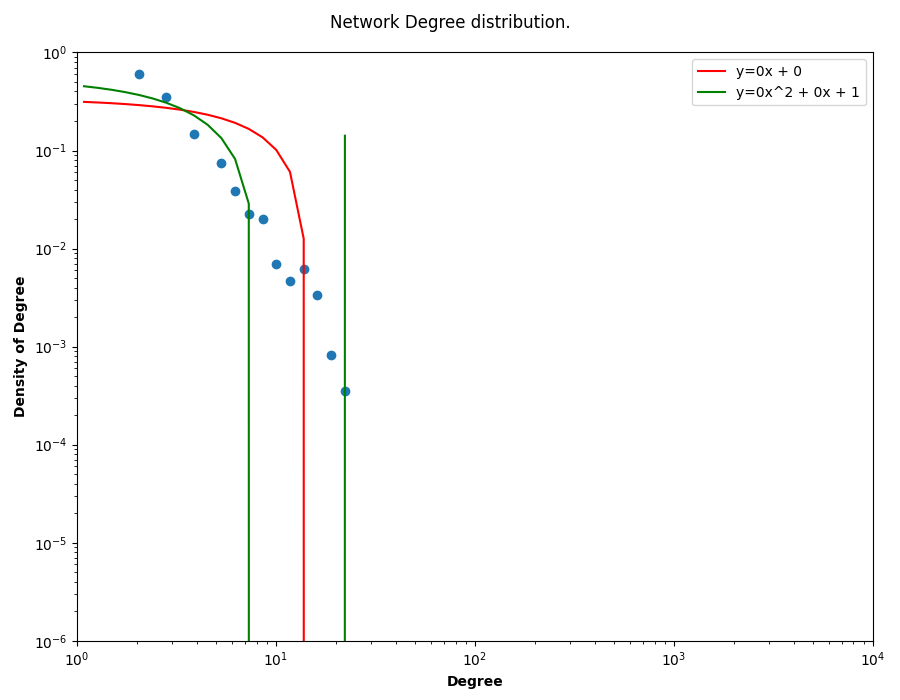 Network Degree distribution.
y=0x + 0
y=0x^2 + 0x + 1
10^0
10^-1
10^-2
10^-3
10^-4
10^-5
10^-6
Density of Degree
10^0 10^1 10^2 10^3 10^4
Degree